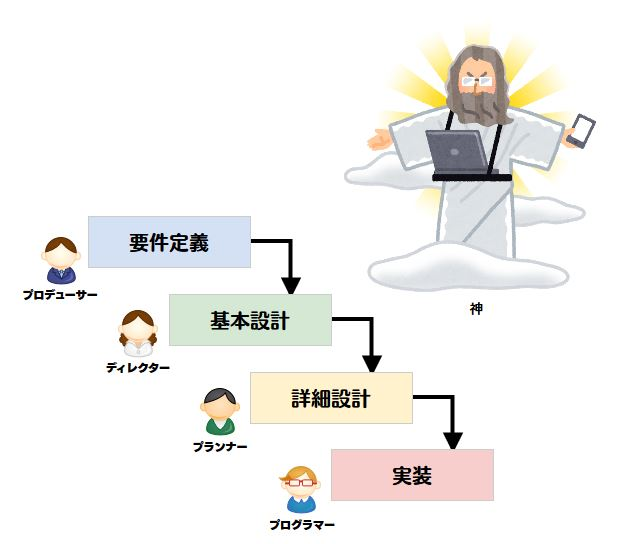 神
要件定義
プロデューサー
基本設計
ディレクター
詳細設計
プランナー
実装
プログラマー